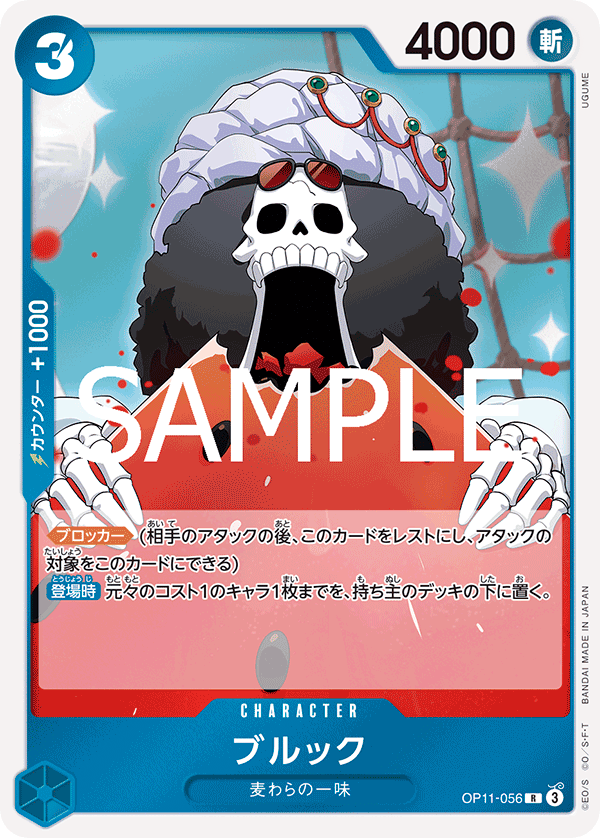 3
4000
斬
UGUME
カウンター +1000
SAMPLE
ブロッカー (相手のアタックの後、このカードをレストにし、アタックの
対象をこのカードにできる)
登場時 元々のコスト1のキャラ1枚までを、持ち主のデッキの下に置く。
CHARACTER
ブルック
麦わらの一味
OP11-056 R 3
©E.O/S ©O/S・F・T BANDAI MADE IN JAPAN